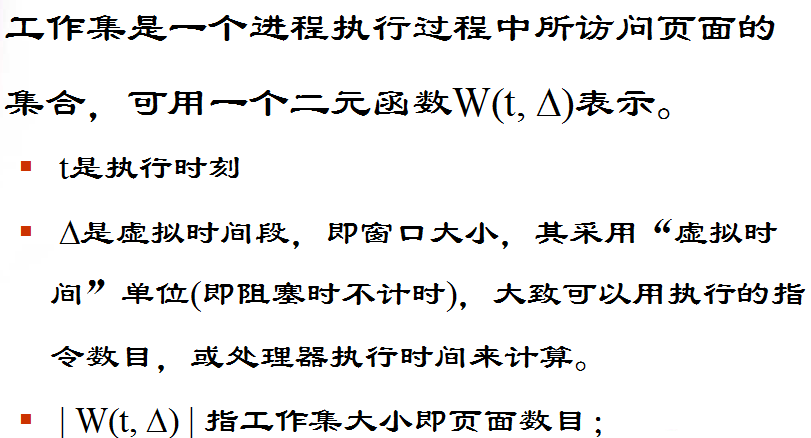 工作集是一个进程执行过程中所访问页面的
集合，可用一个二元函数W(t, Δ)表示。
▪ t是执行时刻
▪ Δ是虚拟时间段，即窗口大小，其采用“虚拟时
间”单位(即阻塞时不计时)，大致可以用执行的指
令数目，或处理器执行时间来计算。
▪ | W(t, Δ) | 指工作集大小即页面数目；